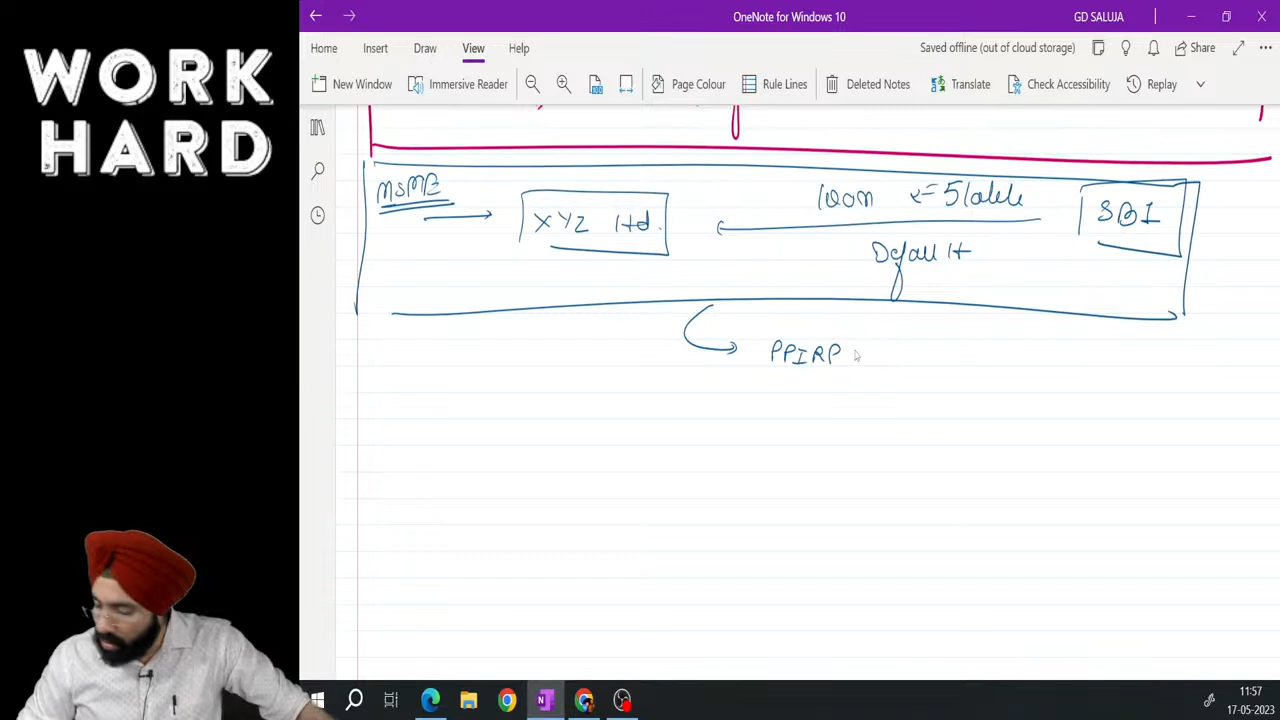 WORK
HARD
OneNote for Windows 10
GD SALUJA
Home Insert Draw View Help
Saved offline (out of cloud storage)
Share
New Window
Immersive Reader
Page Colour
Rule Lines
Deleted Notes
Translate
Check Accessibility
Replay
MSME
XYZ Ltd.
Loan
SBI
Default
PPIRP
11:57
17-05-2023